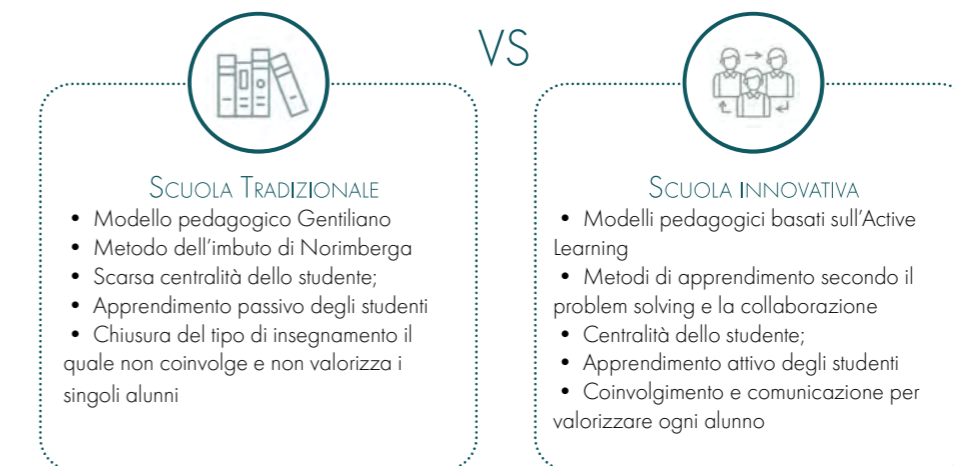 VS
SCUOLA TRADIZIONALE
• Modello pedagogico Gentiliano
• Metodo dell'imbuto di Norimberga
• Scarsa centralità dello studente;
• Apprendimento passivo degli studenti
• Chiusura del tipo di insegnamento il
quale non coinvolge e non valorizza i
singoli alunni
SCUOLA INNOVATIVA
• Modelli pedagogici basati sull'Active
Learning
• Metodi di apprendimento secondo il
problem solving e la collaborazione
• Centralità dello studente;
• Apprendimento attivo degli studenti
• Coinvolgimento e comunicazione per
valorizzare ogni alunno